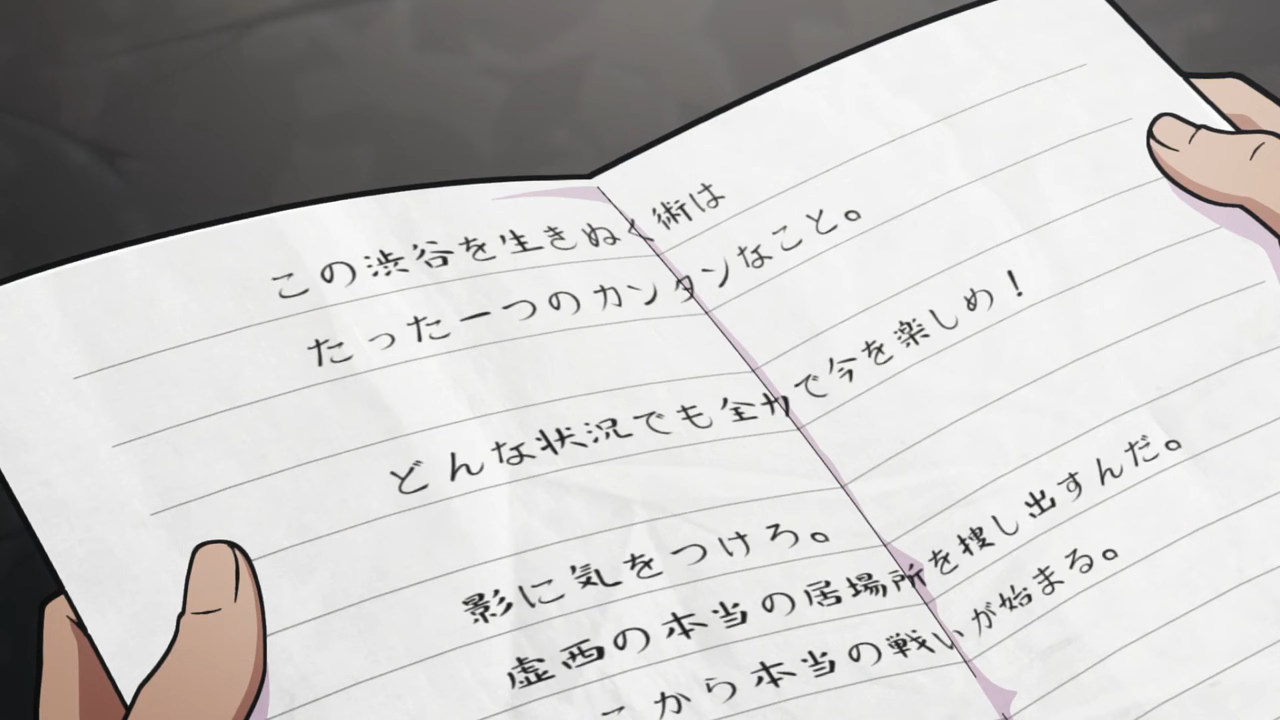 この渋谷を生きぬく術は
たった一つのカンタンなこと。
どんな状況でも全力で今を楽しめ！
影に気をつけろ。
虚西の本当の居場所を捜し出すんだ。
こから本当の戦いが始まる。